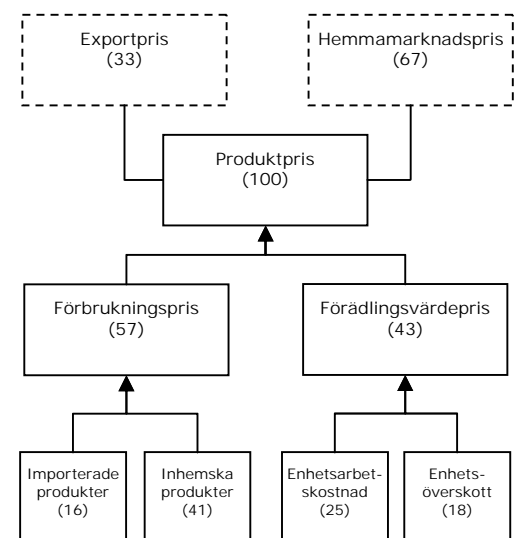 Exportpris
(33)
Hemmamarknadspris
(67)
Produktpris
(100)
Förbrukningspris
(57)
Förädlingsvärdepris
(43)
Importerade
produkter
(16)
Inhemska
produkter
(41)
Enhetsarbet-
skostnad
(25)
Enhets-
överskott
(18)